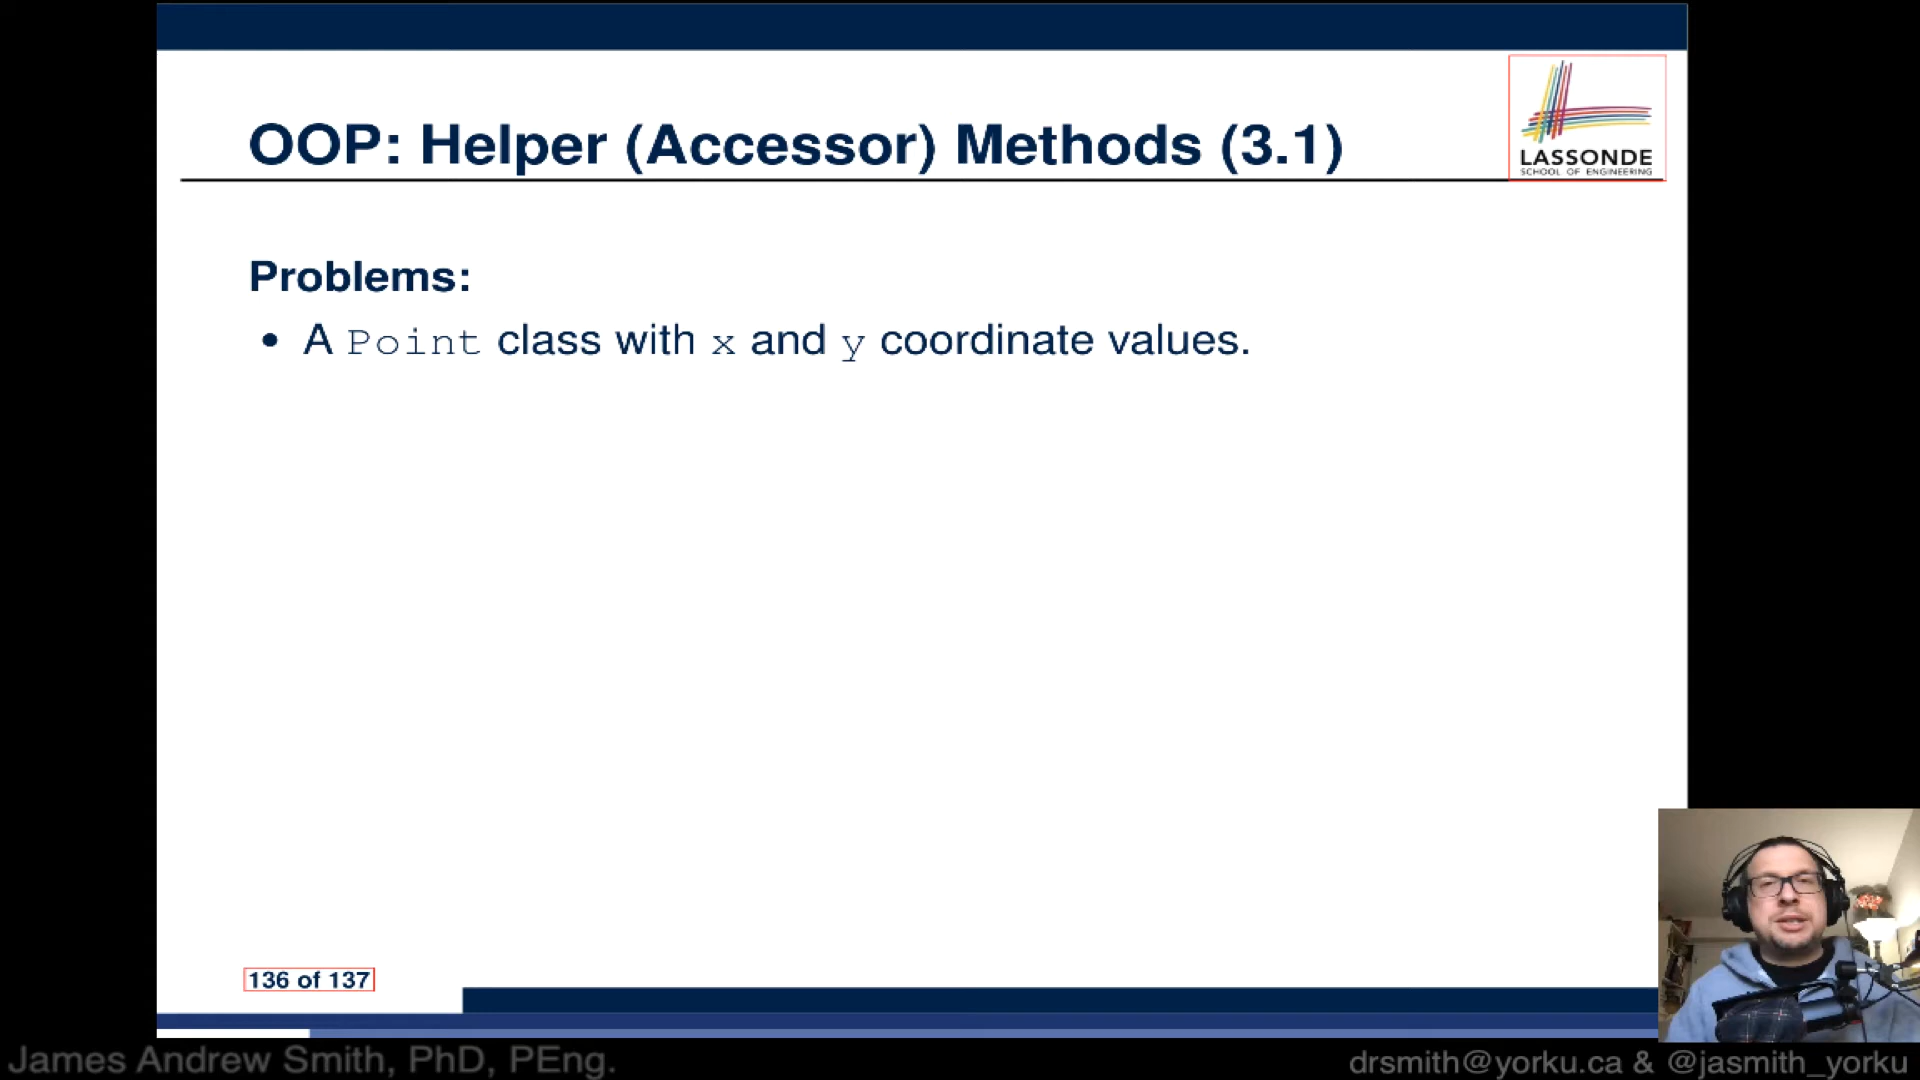 LASSONDE
SCHOOL OF ENGINEERING
OOP: Helper (Accessor) Methods (3.1)
Problems:
• A Point class with x and y coordinate values.
136 of 137
James Andrew Smith, PhD, PEng.
drsmith@yorku.ca & @jasmith_yorku